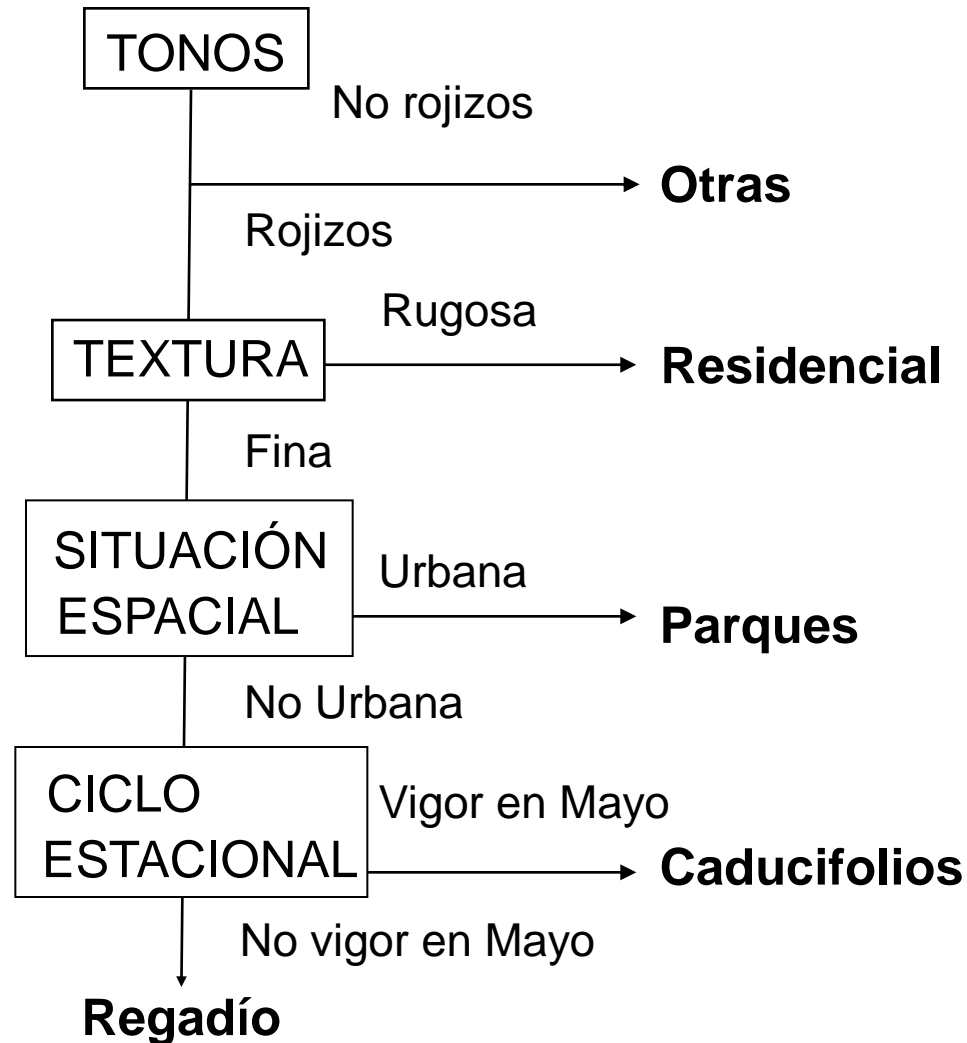 TONOS
No rojizos
Otras
Rojizos
Rugosa
TEXTURA
Residencial
Fina
SITUACIÓN
ESPACIAL
Urbana
Parques
No Urbana
CICLO
ESTACIONAL
Vigor en Mayo
Caducifolios
No vigor en Mayo
Regadío